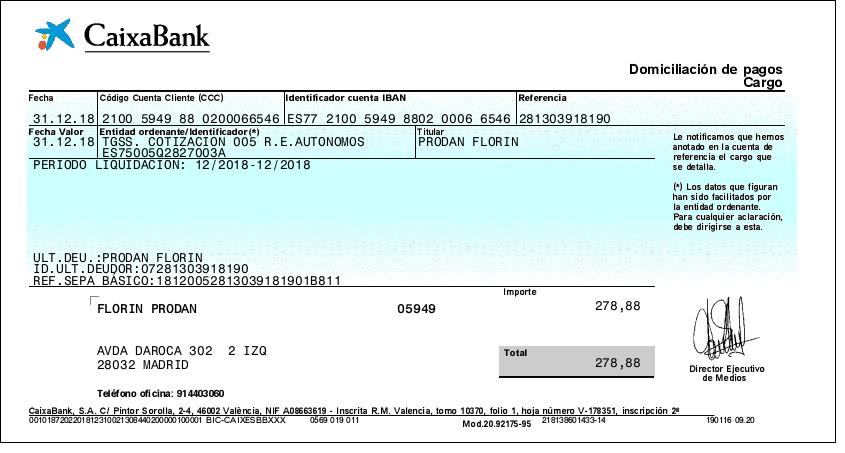 CaixaBank
Domiciliación de pagos
Cargo
Fecha Código Cuenta Cliente (CCC) Identificador cuenta IBAN Referencia
31.12.18 2100 5949 88 0200066546 ES77 2100 5949 8802 0006 6546 281303918190
Fecha Valor Entidad ordenante/Identificador(*) Titular
31.12.18 TGSS. COTIZACION 005 R.E.AUTONOMOS PRODAN FLORIN
ES75005Q2827003A
PERIODO LIQUIDACION: 12/2018-12/2018
Le notificamos que hemos
anotado en la cuenta de
referencia el cargo que
se detalla.
(*) Los datos que figuran
han sido facilitados por
la entidad ordenante.
Para cualquier aclaración,
debe dirigirse a esta.
ULT.DEU.:PRODAN FLORIN
ID.ULT.DEUDOR:07281303918190
REF.SEPA BÁSICO:18120052813039181901B811
Importe
FLORIN PRODAN 05949 278,88
AVDA DAROCA 302 2 IZQ
28032 MADRID
Total 278,88
Director Ejecutivo
de Medios
Teléfono oficina: 914403060
CaixaBank, S.A. C/ Pintor Sorolla, 2-4, 46002 València, NIF A08663619 - Inscrita R.M. Valencia, tomo 10370, folio 1, hoja número V-178351, inscripción 2ª
BIC-CAIXESBBXXX 0569 019 011 Mod.20.92175-95 218138601433-14 190116 09.20